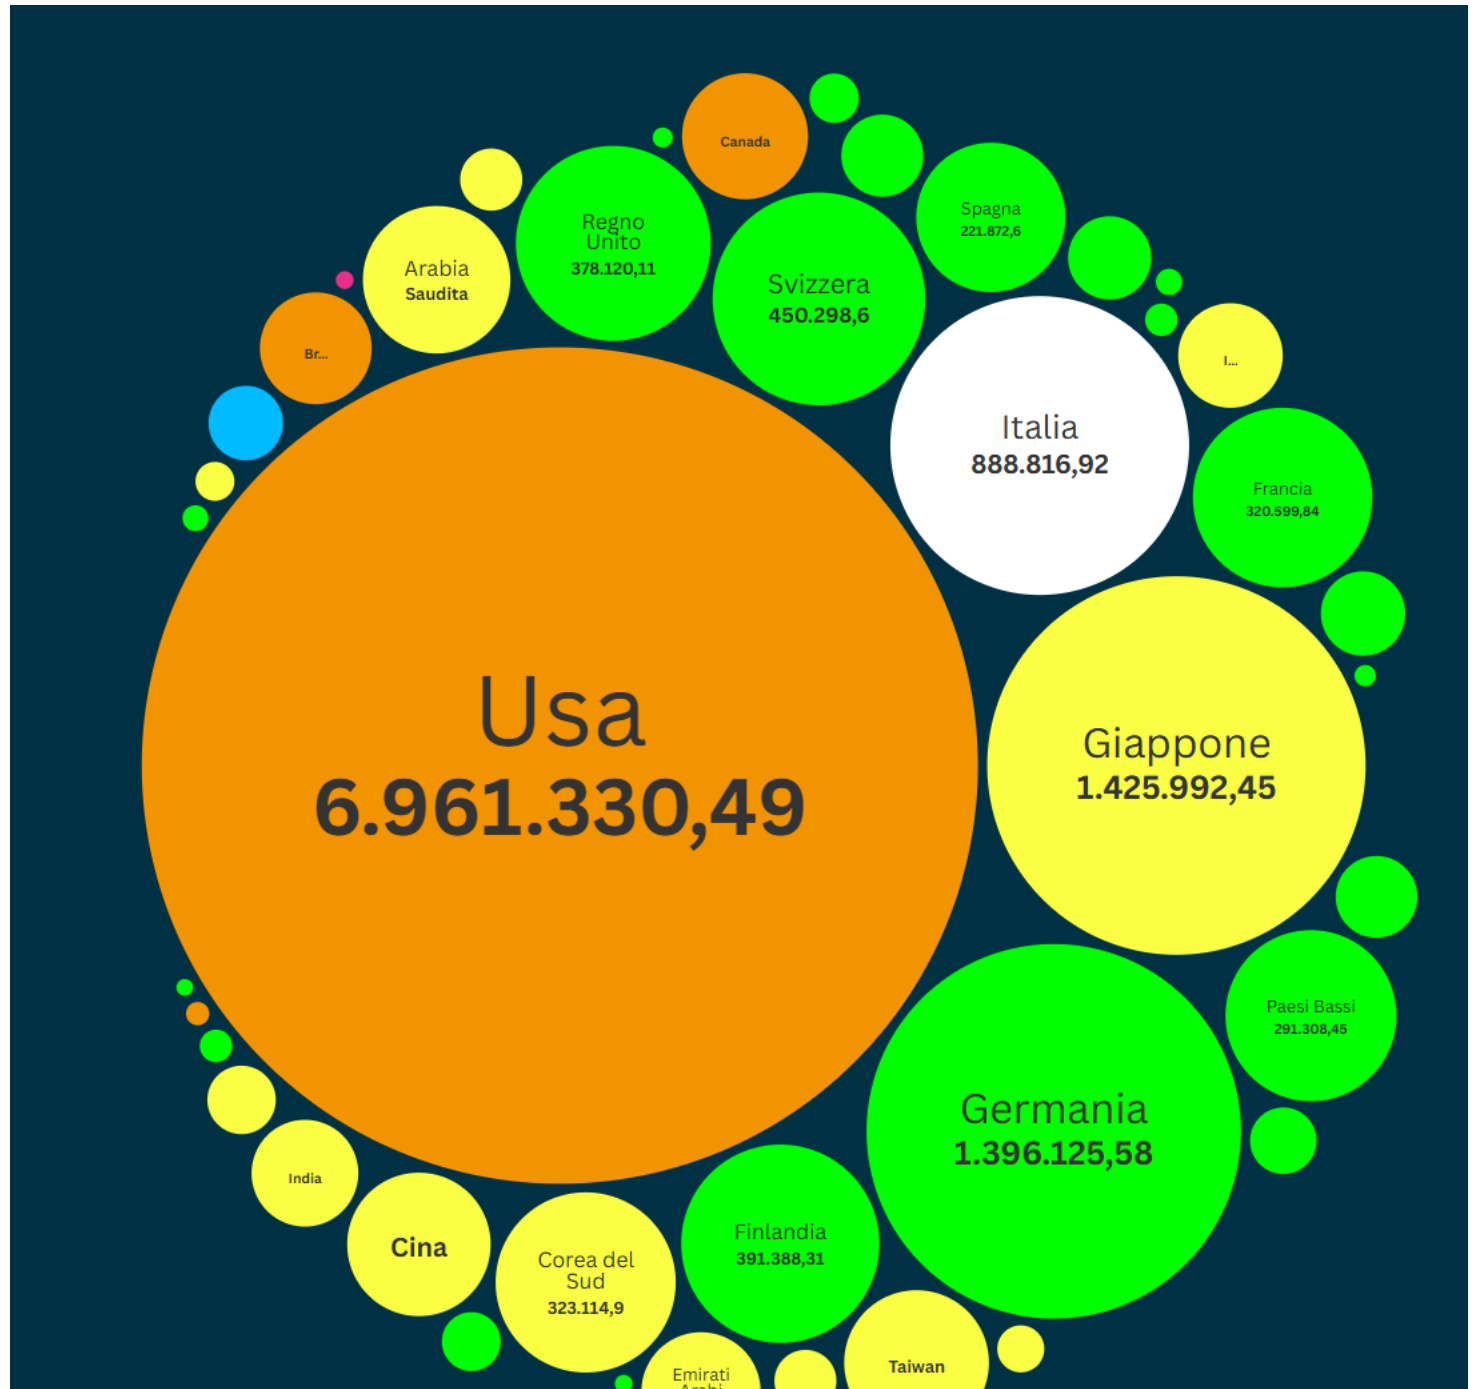 Canada
Spagna
221.872,6
Regno
Unito
378.120,11
Arabia
Saudita
Svizzera
450.298,6
Br...
I...
Italia
888.816,92
Francia
320.599,84
Usa
6.961.330,49
Giappone
1.425.992,45
Paesi Bassi
291.308,45
Germania
1.396.125,58
India
Cina
Finlandia
391.388,31
Corea del
Sud
323.114,9
Taiwan
Emirati
Arabi